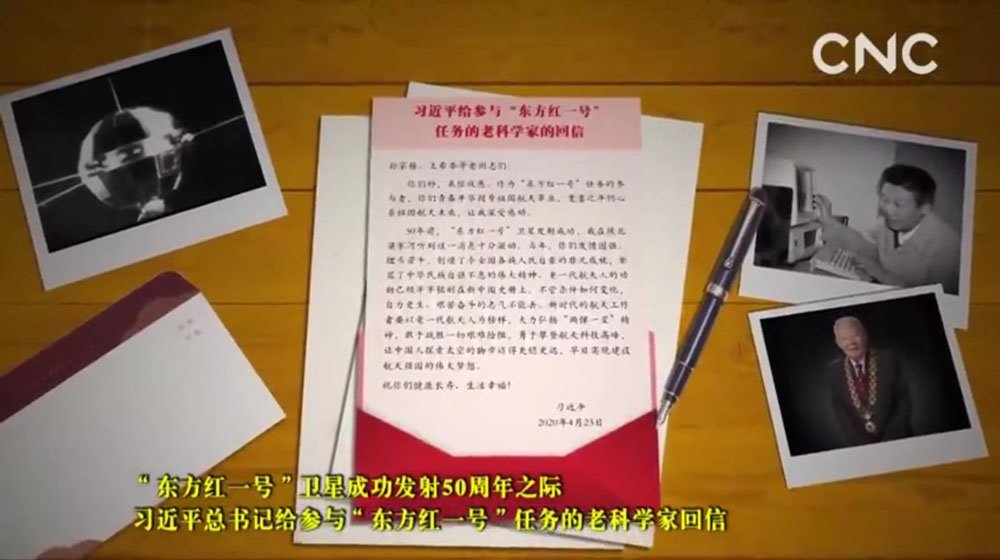 CNC
习近平给参与“东方红一号”
任务的老科学家的回信
孙家栋、王希季等老同志们:
你们好,来信收悉。作为“东方红一号”任务的参
与者,你们青春年华投身祖国航天事业,耄耋之年仍心
系祖国航天未来,让我深受感动。
50年前,“东方红一号”卫星发射成功,我在陕北
梁家河听到这一消息十分激动。当年,你们发愤图强、
埋头苦干,创造了令全国各族人民自豪的非凡成就,彰
显了中华民族自强不息的伟大精神。老一代航天人的功
勋已经牢牢铭刻在新中国史册上。不管条件如何变化,
自力更生、艰苦奋斗的志气不能丢。新时代的航天工作
者要以老一代航天人为榜样,大力弘扬“两弹一星”精
神,敢于战胜一切艰难险阻,勇于攀登航天科技高峰,
让中国人探索太空的脚步迈得更稳更远,早日实现建设
航天强国的伟大梦想。
祝你们健康长寿、生活幸福!
习近平
2020年4月23日
“东方红一号”卫星成功发射50周年之际
习近平总书记给参与“东方红一号”任务的老科学家回信